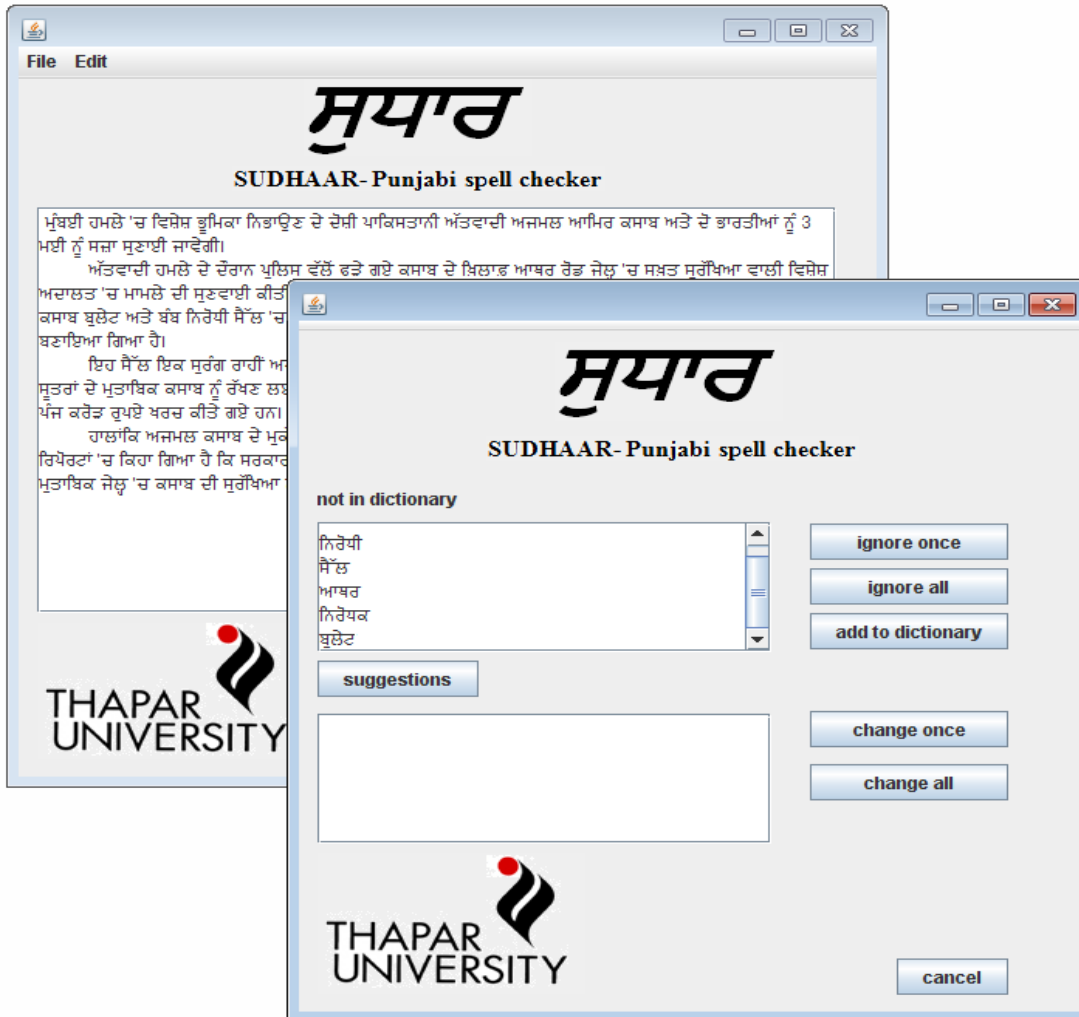 File Edit
ਸੁਧਾਰ
SUDHAAR- Punjabi spell checker
ਮੁੰਬਈ ਹਮਲੇ 'ਚ ਵਿਸ਼ੇਸ਼ ਭੂਮਿਕਾ ਨਿਭਾਉਣ ਦੇ ਦੋਸ਼ੀ ਪਾਕਿਸਤਾਨੀ ਅੱਤਵਾਦੀ ਅਜਮਲ ਆਮਿਰ ਕਸਾਬ ਅਤੇ ਦੋ ਭਾਰਤੀਆਂ ਨੂੰ 3
ਮਈ ਨੂੰ ਸਜ਼ਾ ਸੁਣਾਈ ਜਾਵੇਗੀ।
ਅੱਤਵਾਦੀ ਹਮਲੇ ਦੇ ਦੌਰਾਨ ਪੁਲਿਸ ਵੱਲੋਂ ਫੜੇ ਗਏ ਕਸਾਬ ਦੇ ਖ਼ਿਲਾਫ਼ ਆਥਰ ਰੋਡ ਜੇਲ੍ਹ 'ਚ ਸਖ਼ਤ ਸੁਰੱਖਿਆ ਵਾਲੀ ਵਿਸ਼ੇਸ਼
ਅਦਾਲਤ 'ਚ ਮਾਮਲੇ ਦੀ ਸੁਣਵਾਈ ਕੀਤੀ
ਕਸਾਬ ਬੁਲੇਟ ਅਤੇ ਬੰਬ ਨਿਰੋਧੀ ਸੈੱਲ 'ਚ
ਬਣਾਇਆ ਗਿਆ ਹੈ।
ਇਹ ਸੈੱਲ ਇਕ ਸੁਰੰਗ ਰਾਹੀਂ
ਸੂਤਰਾਂ ਦੇ ਮੁਤਾਬਿਕ ਕਸਾਬ ਨੂੰ ਰੱਖਣ
ਪੰਜ ਕਰੋੜ ਰੁਪਏ ਖਰਚ ਕੀਤੇ ਗਏ ਹਨ।
ਹਾਲਾਂਕਿ ਅਜਮਲ ਕਸਾਬ ਦੇ
ਰਿਪੋਰਟਾਂ 'ਚ ਕਿਹਾ ਗਿਆ ਹੈ ਕਿ
ਮੁਤਾਬਿਕ ਜੇਲ੍ਹ 'ਚ ਕਸਾਬ ਦੀ ਸੁਰੱਖਿਆ
THAPAR
UNIVERSITY
ਸੁਧਾਰ
SUDHAAR- Punjabi spell checker
not in dictionary
ਨਿਰੋਧੀ
ਸੈੱਲ
ਆਥਰ
ਨਿਰੋਧਕ
ਬੁਲੇਟ
ignore once
ignore all
add to dictionary
suggestions
change once
change all
THAPAR
UNIVERSITY
cancel